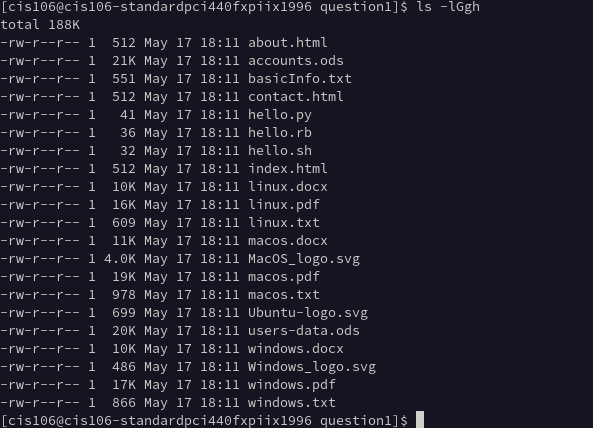 [cis106@cis106-standardpci440fxpiix1996 question1]$ ls -lGgh
total 188K
-rw-r--r-- 1  512 May 17 18:11 about.html
-rw-r--r-- 1  21K May 17 18:11 accounts.ods
-rw-r--r-- 1  551 May 17 18:11 basicInfo.txt
-rw-r--r-- 1  512 May 17 18:11 contact.html
-rw-r--r-- 1   41 May 17 18:11 hello.py
-rw-r--r-- 1   36 May 17 18:11 hello.rb
-rw-r--r-- 1   32 May 17 18:11 hello.sh
-rw-r--r-- 1  512 May 17 18:11 index.html
-rw-r--r-- 1  10K May 17 18:11 linux.docx
-rw-r--r-- 1  16K May 17 18:11 linux.pdf
-rw-r--r-- 1  609 May 17 18:11 linux.txt
-rw-r--r-- 1  11K May 17 18:11 macos.docx
-rw-r--r-- 1 4.0K May 17 18:11 MacOS_logo.svg
-rw-r--r-- 1  19K May 17 18:11 macos.pdf
-rw-r--r-- 1  978 May 17 18:11 macos.txt
-rw-r--r-- 1  699 May 17 18:11 Ubuntu-logo.svg
-rw-r--r-- 1  20K May 17 18:11 users-data.ods
-rw-r--r-- 1  10K May 17 18:11 windows.docx
-rw-r--r-- 1  486 May 17 18:11 Windows_logo.svg
-rw-r--r-- 1  17K May 17 18:11 windows.pdf
-rw-r--r-- 1  866 May 17 18:11 windows.txt
[cis106@cis106-standardpci440fxpiix1996 question1]$